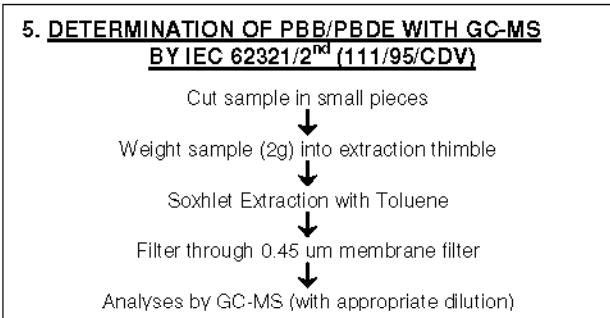 5. DETERMINATION OF PBB/PBDE WITH GC-MS
BY IEC 62321/2nd (111/95/CDV)
Cut sample in small pieces
Weight sample (2g) into extraction thimble
Soxhlet Extraction with Toluene
Filter through 0.45 um membrane filter
Analyses by GC-MS (with appropriate dilution)